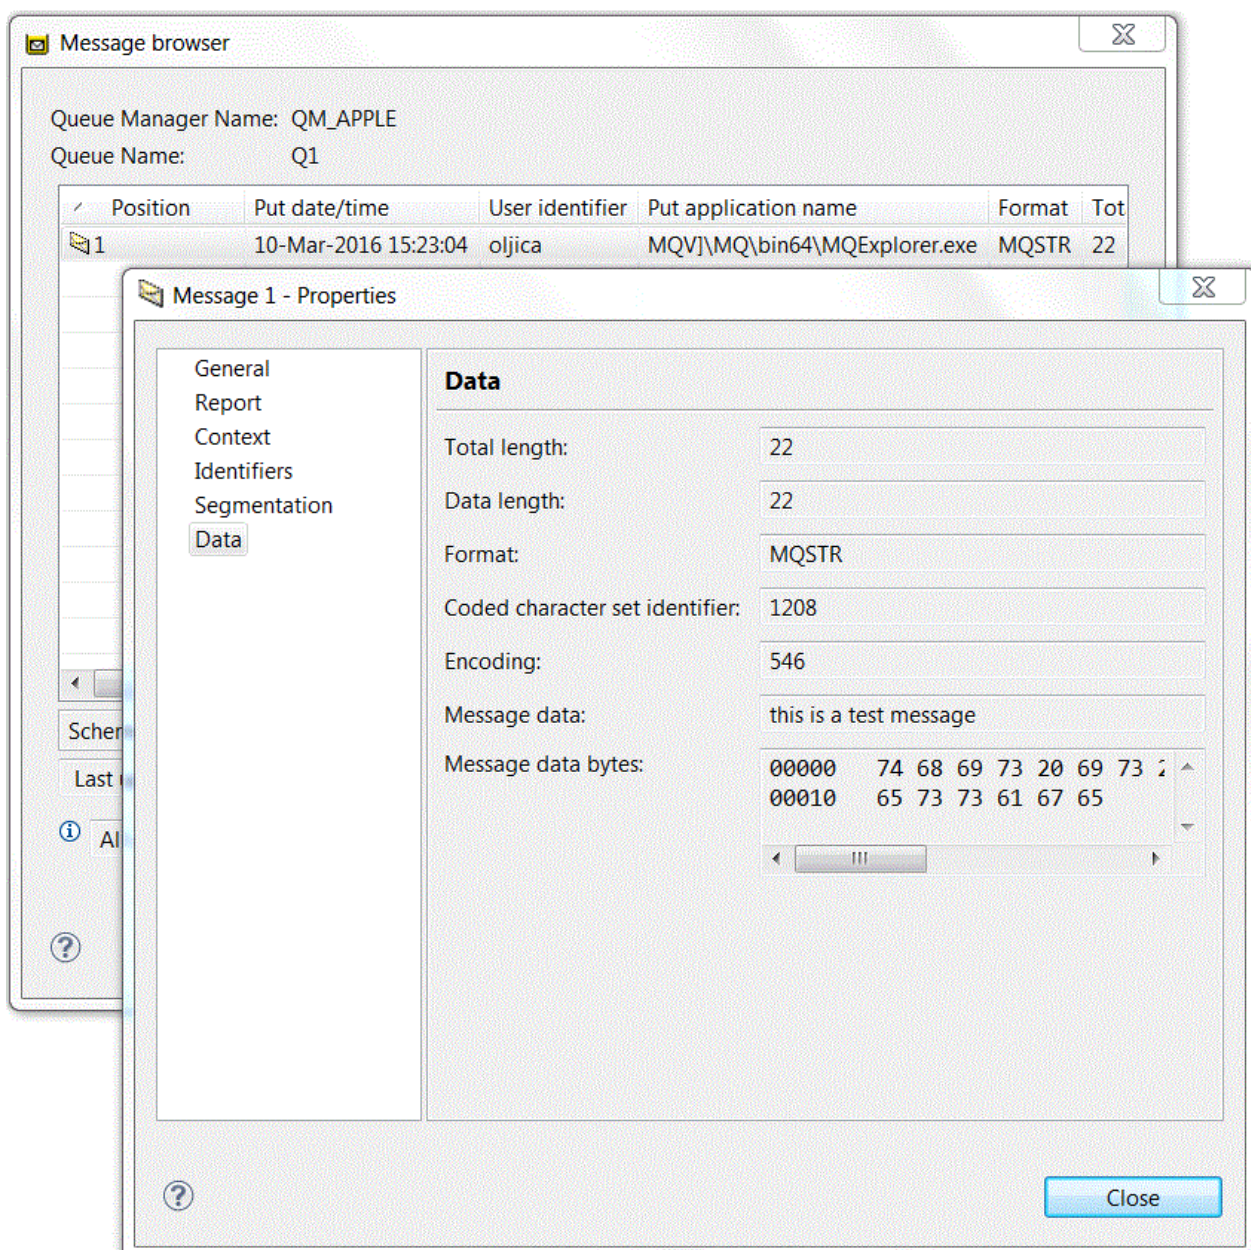 Message browser
Queue Manager Name: QM_APPLE
Queue Name: Q1
Position Put date/time User identifier Put application name Format Tot
1 10-Mar-2016 15:23:04 oljica MQV]\MQ\bin64\MQExplorer.exe MQSTR 22
Message 1 - Properties
General
Report
Context
Identifiers
Segmentation
Data
Data
Total length: 22
Data length: 22
Format: MQSTR
Coded character set identifier: 1208
Encoding: 546
Message data: this is a test message
Message data bytes: 00000 74 68 69 73 20 69 73
00010 65 73 73 61 67 65
Last
Close